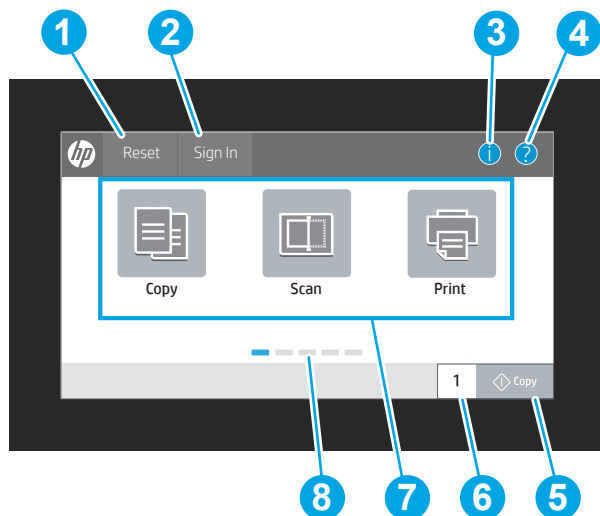 1 2 3 4
hp Reset Sign In i ?
Copy Scan Print
1 Copy
8 7 6 5